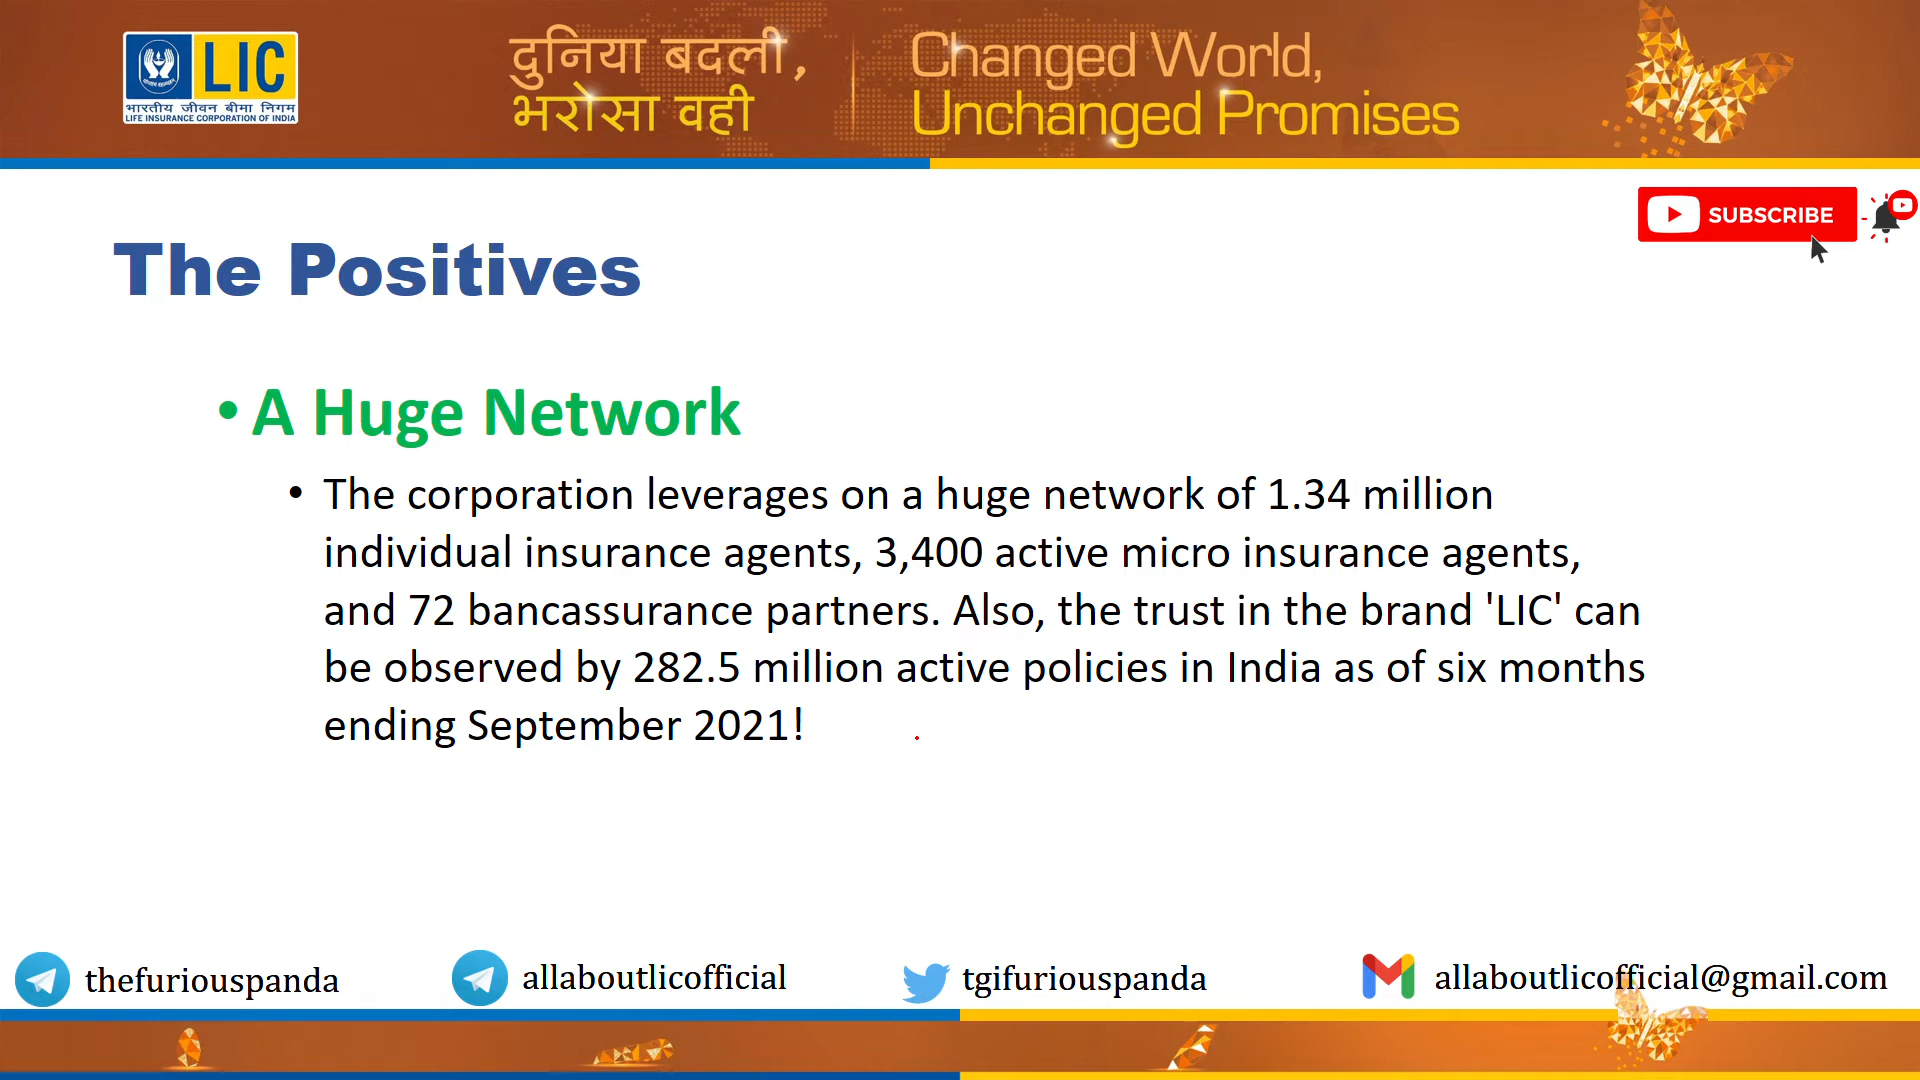 LIC
भारतीय जीवन बीमा निगम
LIFE INSURANCE CORPORATION OF INDIA
दुनिया बदली,
भरोसा वही
Changed World,
Unchanged Promises
SUBSCRIBE
The Positives
• A Huge Network
• The corporation leverages on a huge network of 1.34 million
individual insurance agents, 3,400 active micro insurance agents,
and 72 bancassurance partners. Also, the trust in the brand 'LIC' can
be observed by 282.5 million active policies in India as of six months
ending September 2021!
thefuriouspanda
allaboutlicofficial
tgifuriouspanda
allaboutlicofficial@gmail.com